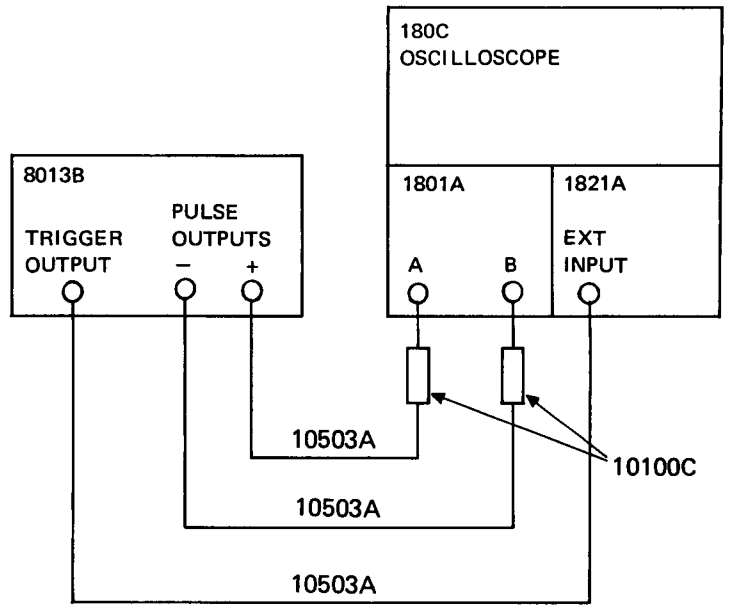 180C
OSCILLOSCOPE
8013B
TRIGGER
OUTPUT
PULSE
OUTPUTS
−
+
1801A
A
B
1821A
EXT
INPUT
10503A
10100C
10503A
10503A